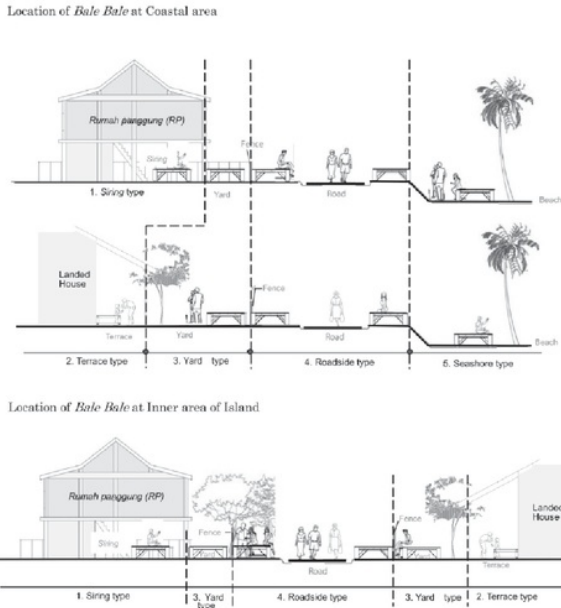 Location of Bale Bale at Coastal area
Rumah panggung (RP)
Siring
Fence
1. Siring type
Yard
Road
Beach
Landed
House
Fence
Terrace
Yard
Road
Beach
2. Terrace type
3. Yard type
4. Roadside type
5. Seashore type
Location of Bale Bale at Inner area of Island
Rumah panggung (RP)
Siring
Fence
Yard
Road
Fence
Yard
Landed
House
Terrace
1. Siring type
3. Yard
type
4. Roadside type
3. Yard type
2. Terrace type